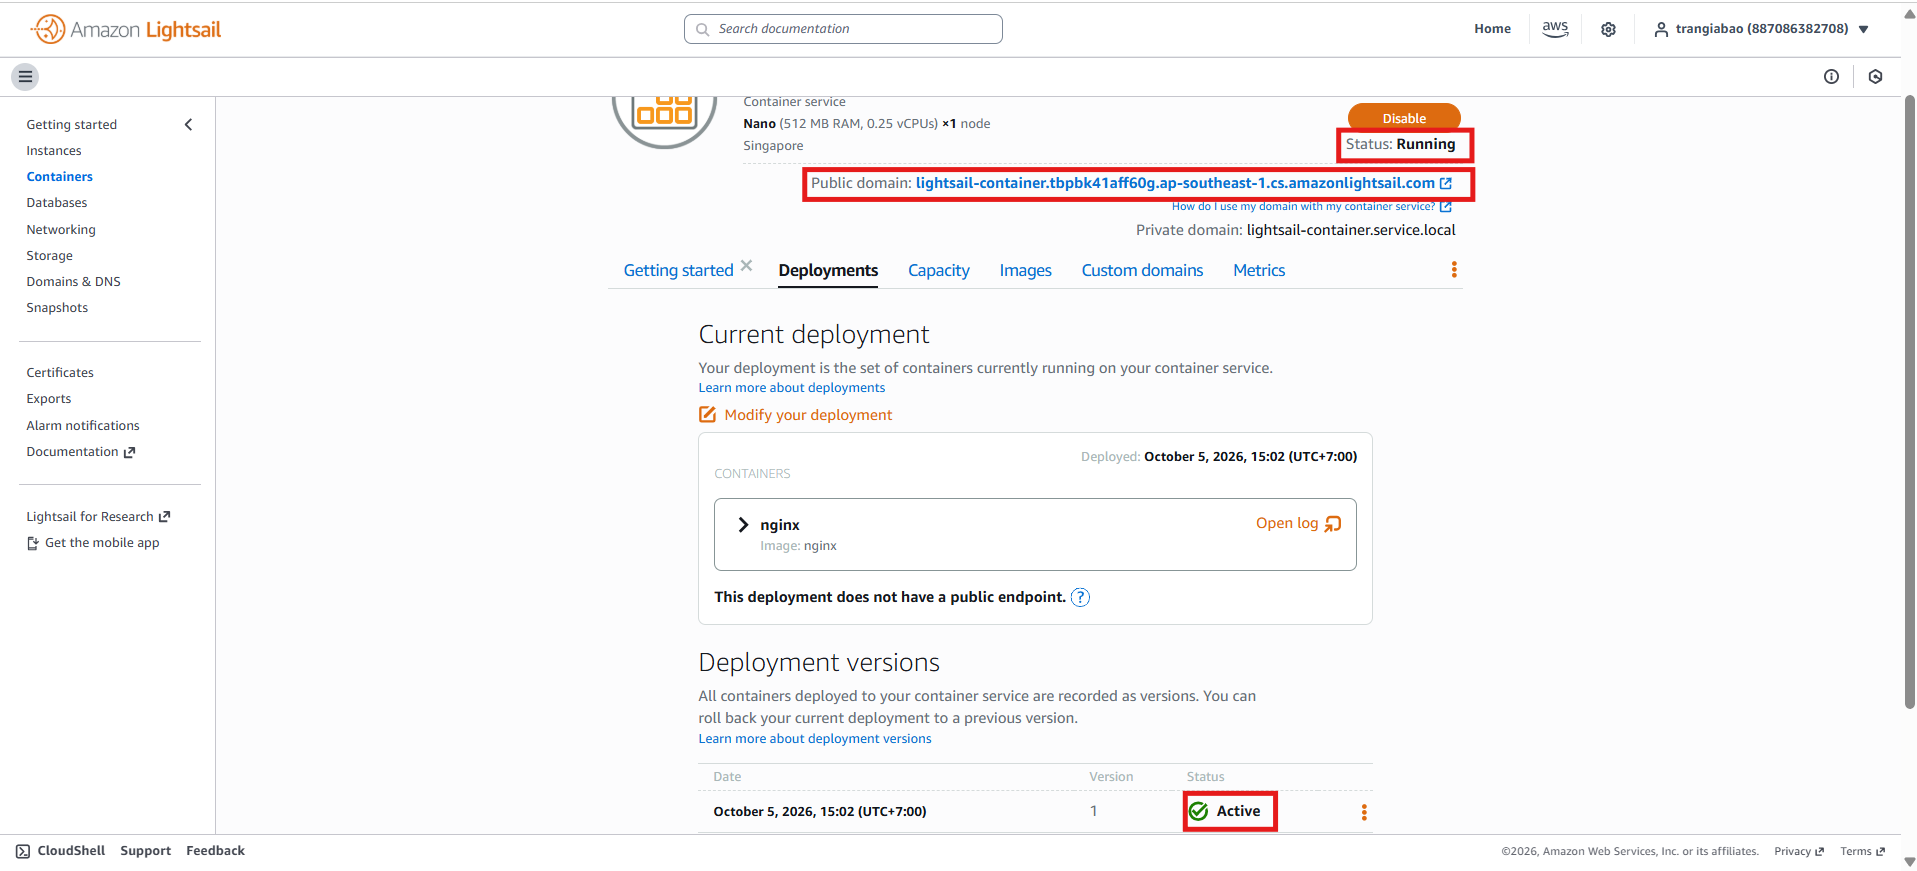 Amazon Lightsail
Search documentation
Home
aws
trangiabao (887086382708)
Getting started
Instances
Containers
Databases
Networking
Storage
Domains & DNS
Snapshots
Certificates
Exports
Alarm notifications
Documentation
Lightsail for Research
Get the mobile app
Container service
Nano (512 MB RAM, 0.25 vCPUs) ×1 node
Singapore
Disable
Status: Running
Public domain: lightsail-container.tbpbk41aff60g.ap-southeast-1.cs.amazonlightsail.com
How do I use my domain with my container service?
Private domain: lightsail-container.service.local
Getting started
Deployments
Capacity
Images
Custom domains
Metrics
Current deployment
Your deployment is the set of containers currently running on your container service.
Learn more about deployments
Modify your deployment
Deployed: October 5, 2026, 15:02 (UTC+7:00)
CONTAINERS
nginx
Open log
Image: nginx
This deployment does not have a public endpoint. ?
Deployment versions
All containers deployed to your container service are recorded as versions. You can
roll back your current deployment to a previous version.
Learn more about deployment versions
Date Version Status
October 5, 2026, 15:02 (UTC+7:00) 1 Active
CloudShell Support Feedback
©2026, Amazon Web Services, Inc. or its affiliates. Privacy Terms